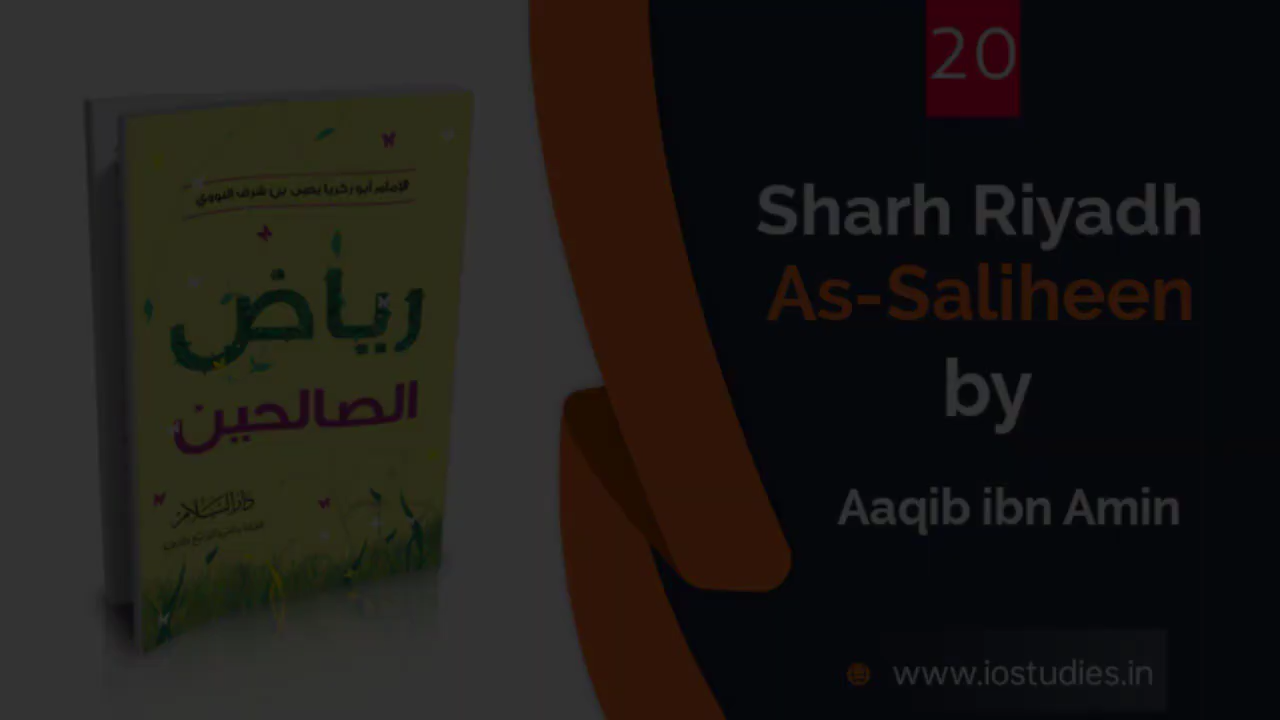 الإمام أبو زكريا يحيى بن شرف النووي
رياض
الصالحين
دار السلام
20
Sharh Riyadh
As-Saliheen
by
Aaqib ibn Amin
www.iostudies.in